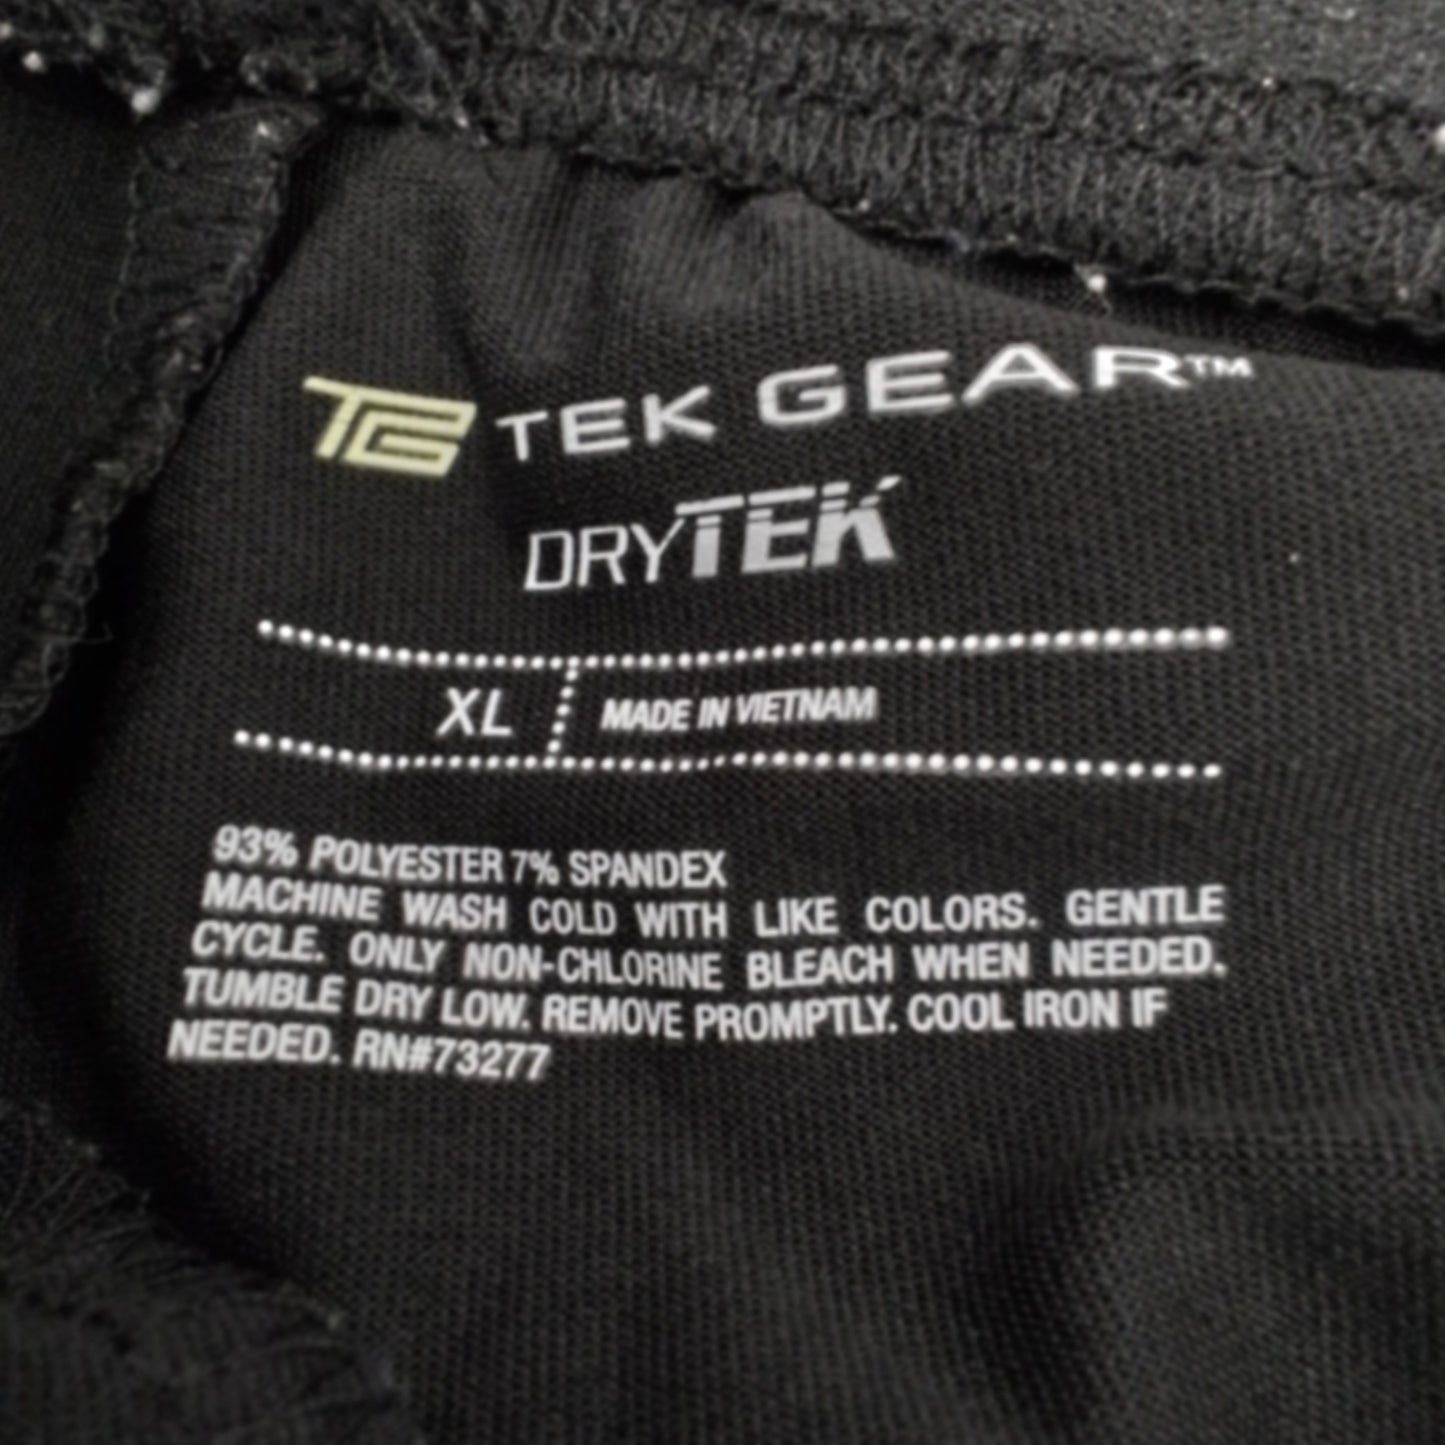 TG TEK GEAR™
DRYTEK
XL MADE IN VIETNAM
93% POLYESTER 7% SPANDEX
MACHINE WASH COLD WITH LIKE COLORS. GENTLE
CYCLE. ONLY NON-CHLORINE BLEACH WHEN NEEDED.
TUMBLE DRY LOW. REMOVE PROMPTLY. COOL IRON IF
NEEDED. RN#73277